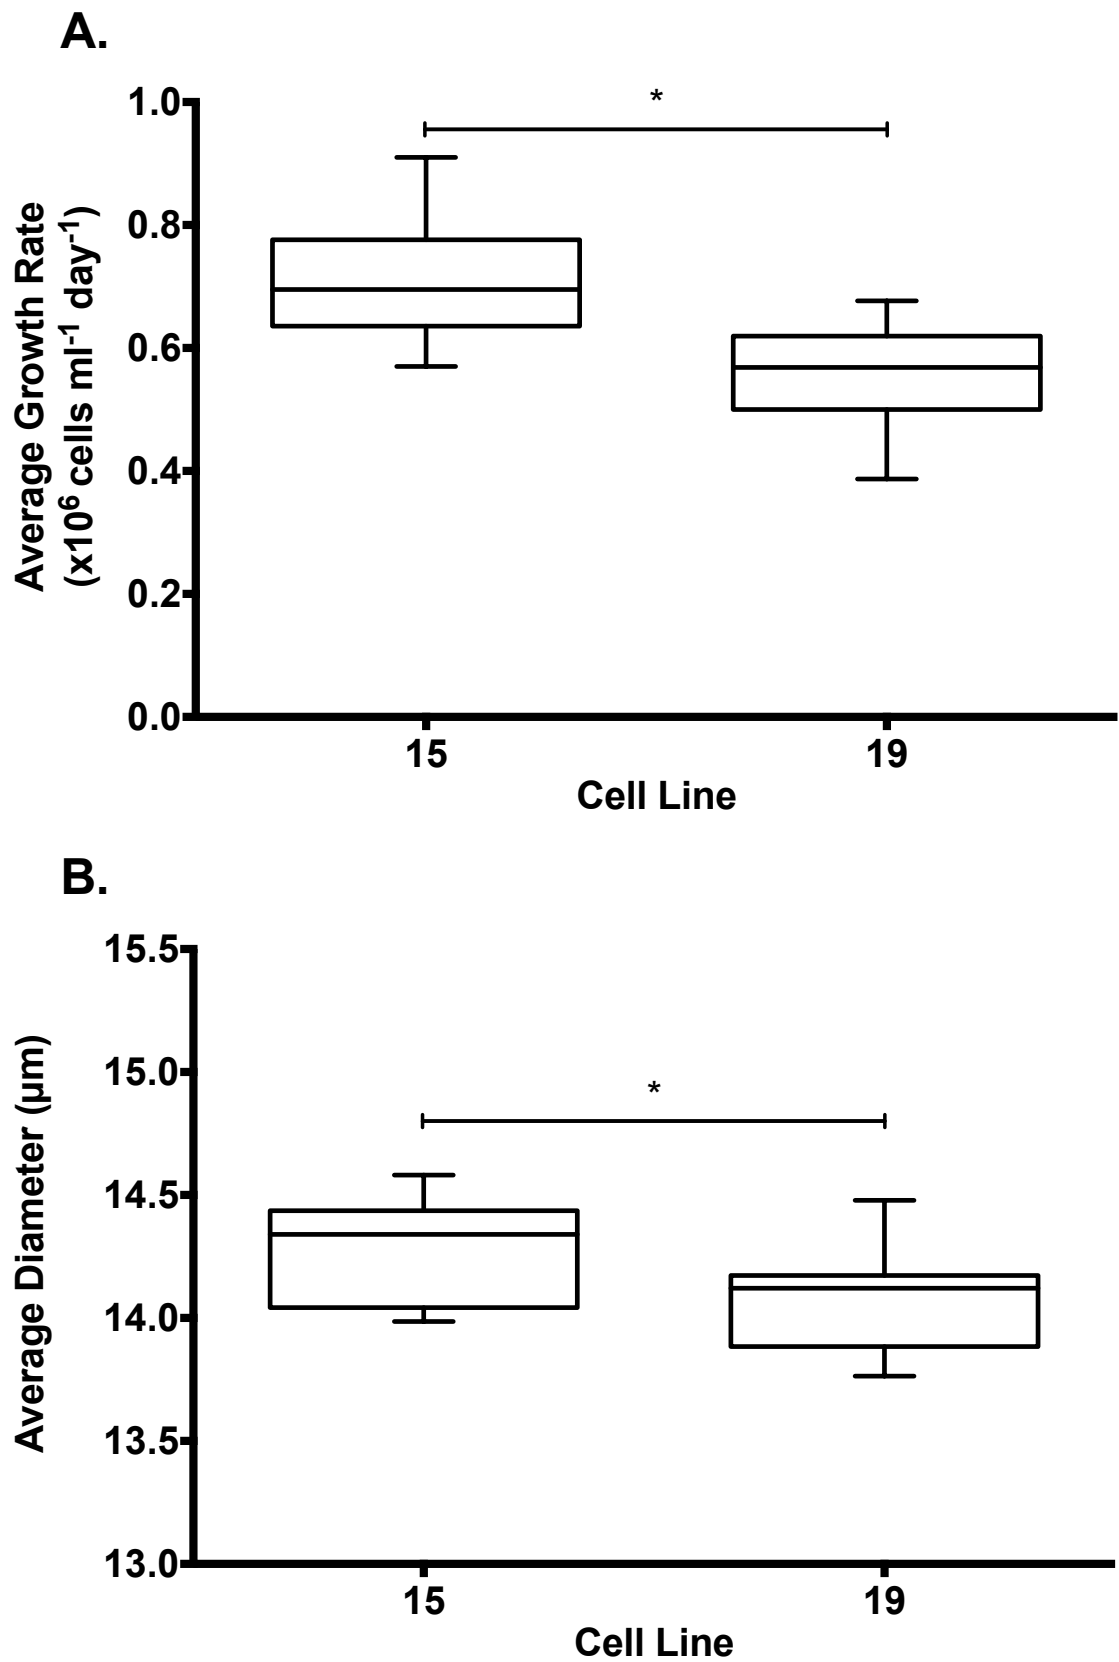 A.
Average Growth Rate
(x10⁶ cells ml⁻¹ day⁻¹)
1.0
0.8
0.6
0.4
0.2
0.0
*
15
19
Cell Line
B.
Average Diameter (µm)
15.5
15.0
14.5
14.0
13.5
13.0
*
15
19
Cell Line